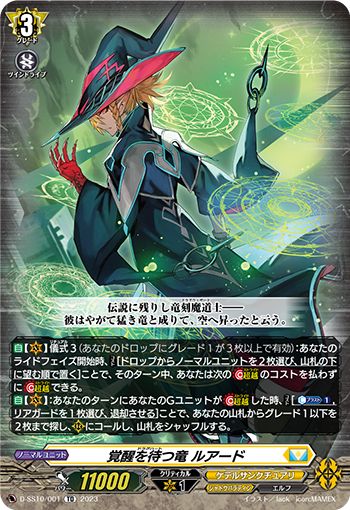 3
グレード
ツインドライブ
伝説に残りし竜刻魔道士――
彼はやがて猛き竜と成りて、空へ昇ったと云う。
自【V】儀式3(あなたのドロップにグレード1が3枚以上で有効):あなたの
ライドフェイズ開始時、【[ドロップからノーマルユニットを2枚選び、山札の下
に望む順で置く]ことで、そのターン中、あなたは次のG超越のコストを払わず
にG超越できる。
自【V】:あなたのターンにあなたのGユニットがG超越した時、【コスト】[ブラスト1,
リアガードを1枚選び、退却させる]ことで、あなたの山札からグレード1以下を
2枚まで探し、Rにコールし、山札をシャッフルする。
ノーマルユニット
覚醒を待つ竜 ルアード
パワー 11000
クリティカル
1
ケテルサンクチュアリ
シャドウパラディン
エルフ
D-SS10/001 TD 2023
イラスト/lack icon:MAMEX